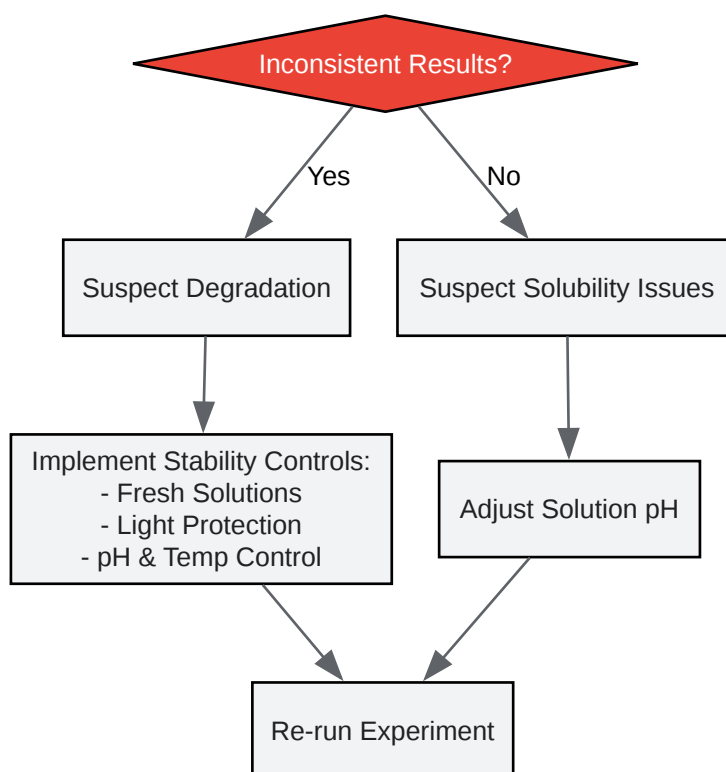 Inconsistent Results?
Yes
No
Suspect Degradation
Suspect Solubility Issues
Implement Stability Controls:
- Fresh Solutions
- Light Protection
- pH & Temp Control
Adjust Solution pH
Re-run Experiment